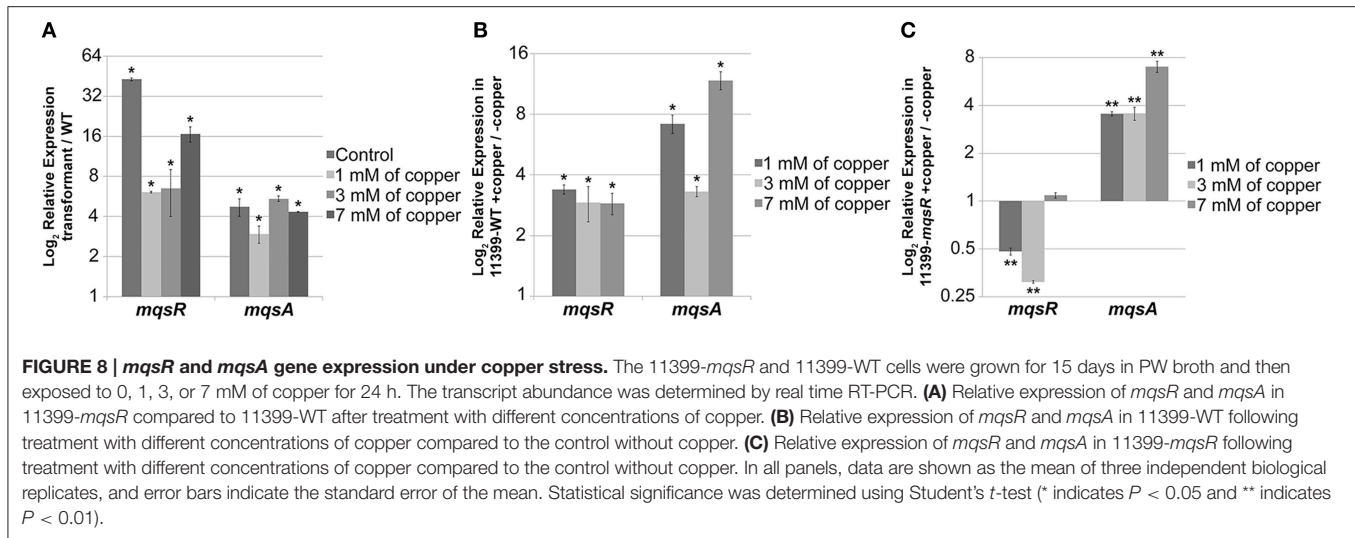 A
Log2 Relative Expression
transformant / WT
64
32
16
8
4
2
1
* * * *
* * * *
mqsR mqsA
Control
1 mM of copper
3 mM of copper
7 mM of copper
B
Log2 Relative Expression in
11399-WT +copper / -copper
16
8
4
2
1
* * *
* * *
mqsR mqsA
1 mM of copper
3 mM of copper
7 mM of copper
C
Log2 Relative Expression in
11399-mqsR +copper / -copper
8
4
2
1
0.5
0.25
** **
** ** **
mqsR mqsA
1 mM of copper
3 mM of copper
7 mM of copper
FIGURE 8 | mqsR and mqsA gene expression under copper stress. The 11399-mqsR and 11399-WT cells were grown for 15 days in PW broth and then
exposed to 0, 1, 3, or 7 mM of copper for 24 h. The transcript abundance was determined by real time RT-PCR. (A) Relative expression of mqsR and mqsA in
11399-mqsR compared to 11399-WT after treatment with different concentrations of copper. (B) Relative expression of mqsR and mqsA in 11399-WT following
treatment with different concentrations of copper compared to the control without copper. (C) Relative expression of mqsR and mqsA in 11399-mqsR following
treatment with different concentrations of copper compared to the control without copper. In all panels, data are shown as the mean of three independent biological
replicates, and error bars indicate the standard error of the mean. Statistical significance was determined using Student's t-test (* indicates P < 0.05 and ** indicates
P < 0.01).